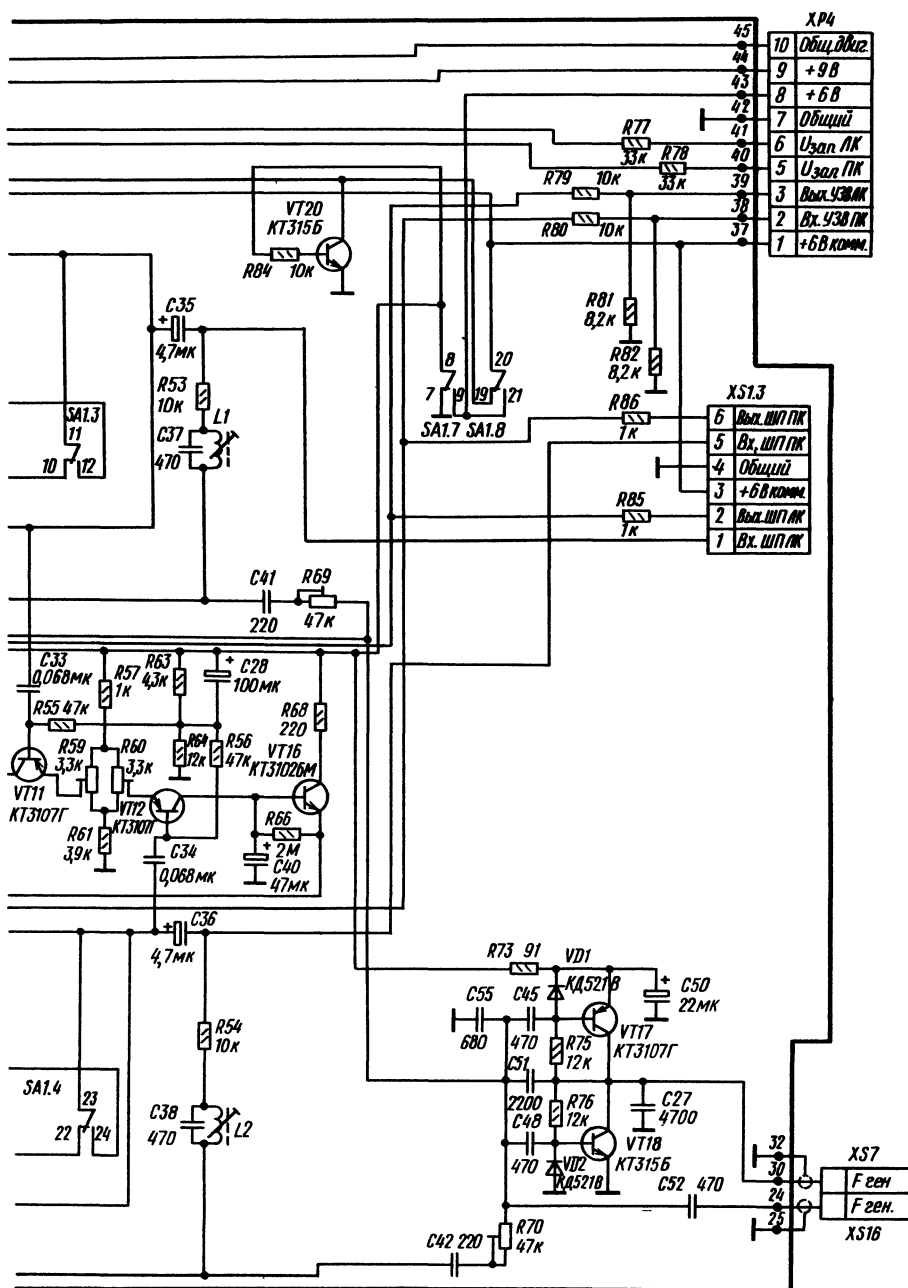 XP4
45
10 Общ.двиг.
44
9 +9В
43
8 +6В
42
7 Общий
41
R77
33к
6 Uзап ЛК
40
R78
33к
5 Uзап ПК
39
R79 10к
3 Вых.УЗВЛК
38
R80 10к
2 Вх.УЗВ ПК
37
1 +6В комм.
VT20
КТ315Б
R84 10к
C35
+
4,7мк
R81
8,2к
R82
8,2к
R53
10к
L1
C37
470
SA1.3
11
10 12
8 20
7 9 19 21
SA1.7 SA1.8
XS1.3
R86
1к
6 Вых.ШП ПК
5 Вх.ШП ПК
4 Общий
3 +6В комм.
R85
1к
2 Вых.ШП ЛК
1 Вх.ШП ЛК
C41
220
R69
47к
C33
0,068мк
R57
1к
R63
4,3к
+
C28
100мк
R68
220
R55 47к
R59
3,3к
R60
3,3к
R64
12к
R56
47к
VT16
КТ3102БМ
VT11
КТ3107Г
VT12
КТ3107Г
R61
3,9к
C34
0,068мк
R66
2М
+
C40
47мк
C36
+
4,7мк
R73 91
VD1
КД521В
+
C50
22мк
C55
680
C45
470
VT17
КТ3107Г
R54
10к
R75
12к
C51
2200
R76
12к
C27
4700
SA1.4
23
22 24
C38
470
L2
C48
470
VT18
КТ315Б
VD2
КД521В
C52 470
32
30
24
25
XS7
F ген
F ген.
XS16
R70
47к
C42 220